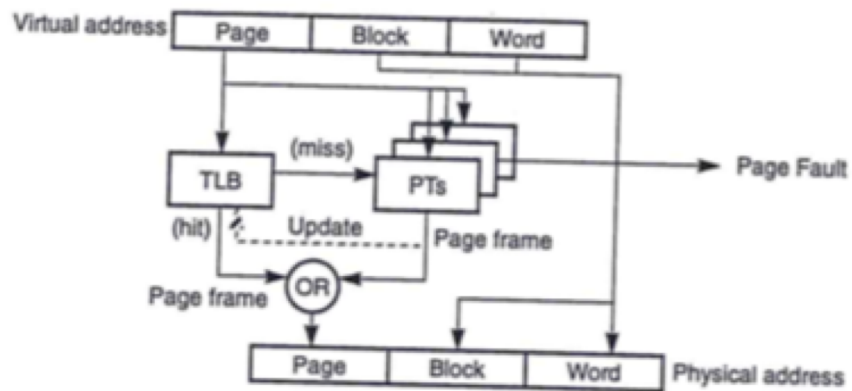 Virtual address Page Block Word
(miss)
TLB PTs Page Fault
(hit) Update Page frame
Page frame OR
Page Block Word Physical address